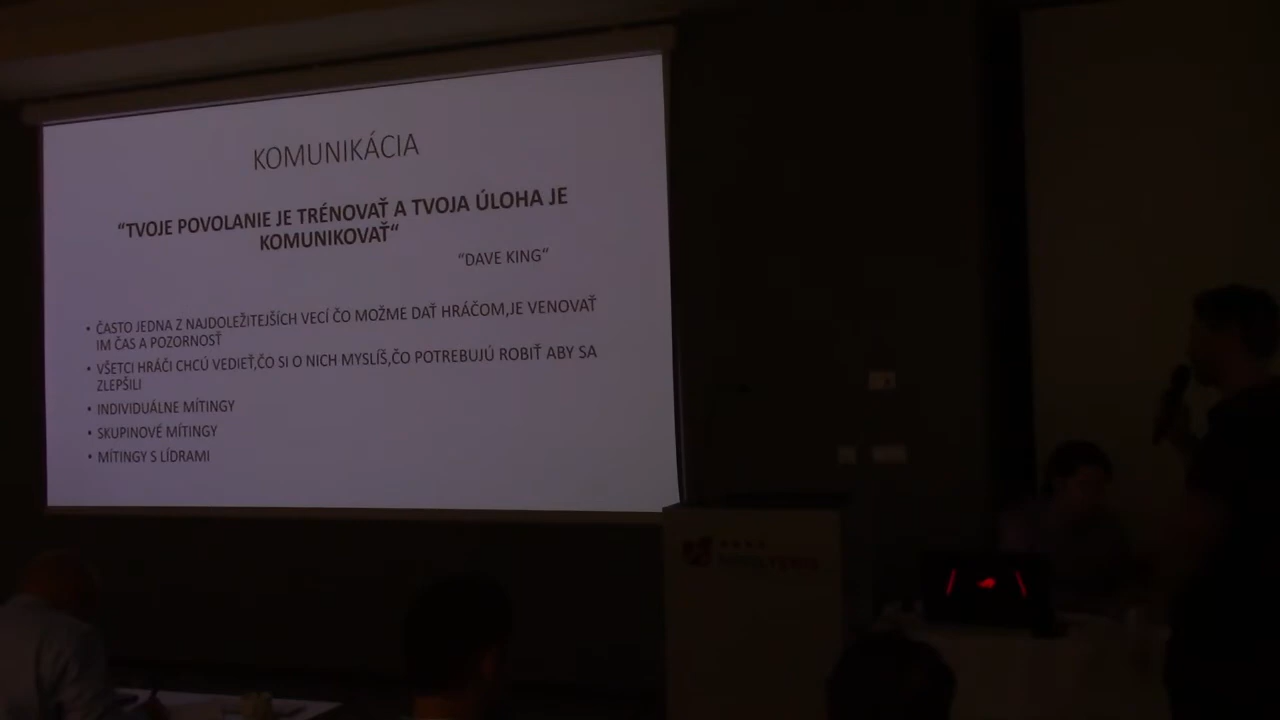 KOMUNIKÁCIA
“TVOJE POVOLANIE JE TRÉNOVAŤ A TVOJA ÚLOHA JE
KOMUNIKOVAŤ“
“DAVE KING“
• ČASTO JEDNA Z NAJDOLEŽITEJŠÍCH VECÍ ČO MOŽME DAŤ HRÁČOM,JE VENOVAŤ
IM ČAS A POZORNOSŤ
• VŠETCI HRÁČI CHCÚ VEDIEŤ,ČO SI O NICH MYSLÍŠ,ČO POTREBUJÚ ROBIŤ ABY SA
ZLEPŠILI
• INDIVIDUÁLNE MÍTINGY
• SKUPINOVÉ MÍTINGY
• MÍTINGY S LÍDRAMI